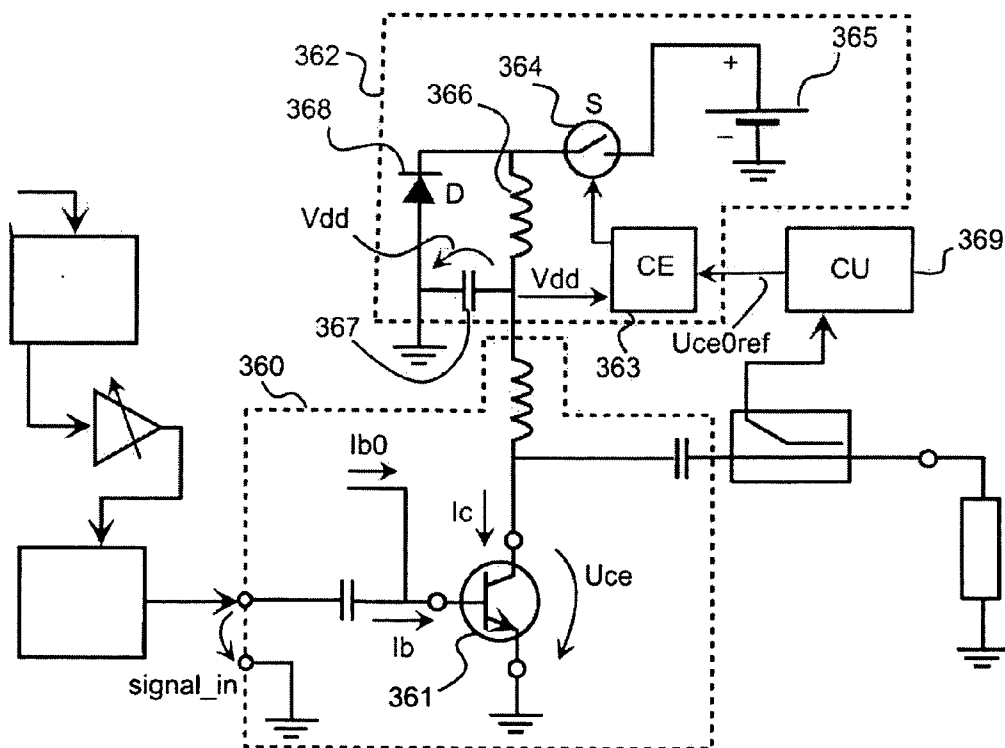 365
362
364
+
S
366
368
−
D
Vdd
CE
CU
369
Vdd
367
363
Uce0ref
360
Ib0
Ic
Uce
Ib
361
signal_in